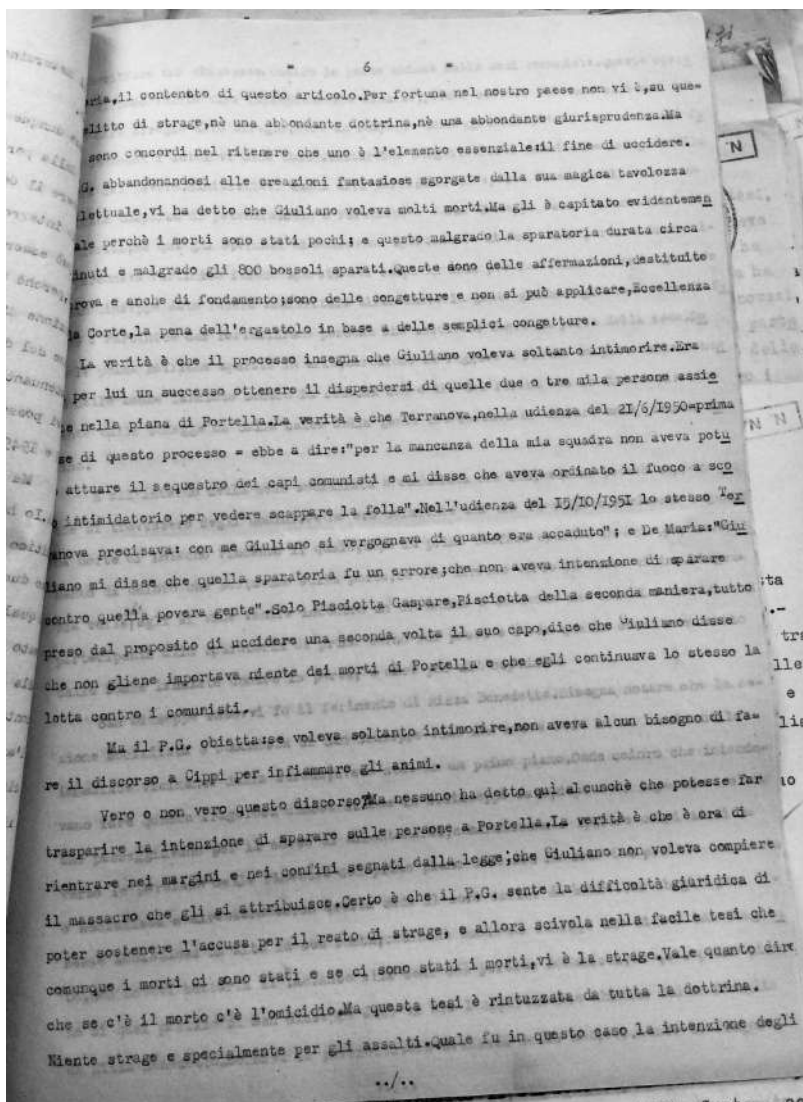 = 6 =
ria,il contenuto di questo articolo.Per fortuna nel nostro paese non vi è,su que=
elitto di strage,nè una abbondante dottrina,nè una abbondante giurisprudenza.Ma
sono concordi nel ritenere che uno è l'elemento essenziale:il fine di uccidere.
G. abbandonandosi alle creazioni fantasiose sgorgate dalla sua magica tavolozza
lettuale,vi ha detto che Giuliano voleva molti morti.Ma gli è capitato evidentemen
ale perchè i morti sono stati pochi; e questo malgrado la sparatoria durata circa
inuti e malgrado gli 800 bossoli sparati.Queste sono delle affermazioni,destituite
rova e anche di fondamento;sono delle congetture e non si può applicare,Eccellenza
la Corte,la pena dell'ergastolo in base a delle semplici congetture.
La verità è che il processo insegna che Giuliano voleva soltanto intimorire.Era
per lui un successo ottenere il disperdersi di quelle due o tre mila persone assie
e nella piana di Portella.La verità è che Terranova,nella udienza del 21/6/1950=prima
se di questo processo = ebbe a dire:"per la mancanza della mia squadra non aveva potu
attuare il sequestro dei capi comunisti e mi disse che aveva ordinato il fuoco a sco
o intimidatorio per vedere scappare la folla".Nell'udienza del I5/I0/I95I lo stesso Ter
ranova precisava: con me Giuliano si vergognava di quanto era accaduto"; e De Maria:"Giu
liano mi disse che quella sparatoria fu un errore;che non aveva intenzione di sparare
contro quella povera gente".Solo Pisciotta Gaspare,Pisciotta della seconda maniera,tutto
preso dal proposito di uccidere una seconda volta il suo capo,dice che Giuliano disse
che non gliene importava niente dei morti di Portella e che egli continuava lo stesso la
lotta contro i comunisti.
Ma il P.G. obietta:se voleva soltanto intimorire,non aveva alcun bisogno di fa=
re il discorso a Cippi per infiammare gli animi.
Vero o non vero questo discorso?Ma nessuno ha detto quì alcunchè che potesse far
trasparire la intenzione di sparare sulle persone a Portella.La verità è che è ora di
rientrare nei margini e nei confini segnati dalla legge;che Giuliano non voleva compiere
il massacro che gli si attribuisce.Certo è che il P.G. sente la difficoltà giuridica di
poter sostenere l'accusa per il reato di strage, e allora scivola nella facile tesi che
comunque i morti ci sono stati e se ci sono stati i morti,vi è la strage.Vale quanto dire
che se c'è il morto c'è l'omicidio.Ma questa tesi è rintuzzata da tutta la dottrina.
Niente strage e specialmente per gli assalti.Quale fu in questo caso la intenzione degli
../..